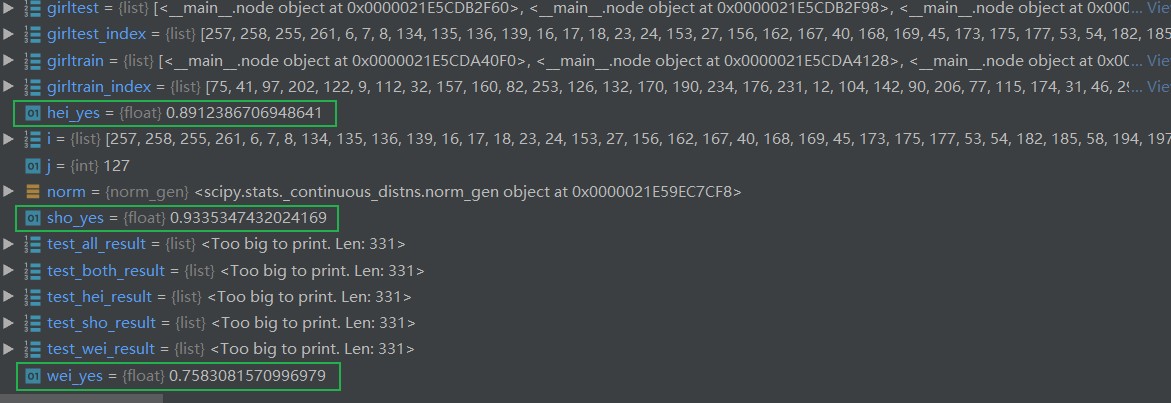 girltest = {list} [<__main__.node object at 0x0000021E5CDB2F60>, <__main__.node object at 0x0000021E5CDB2F98>, <__main__.node object at 0x000... View
girltest_index = {list} [257, 258, 255, 261, 6, 7, 8, 134, 135, 136, 139, 16, 17, 18, 23, 24, 153, 27, 156, 162, 167, 40, 168, 169, 45, 173, 175, 177, 53, 54, 182, 185
girltrain = {list} [<__main__.node object at 0x0000021E5CDA40F0>, <__main__.node object at 0x0000021E5CDA4128>, <__main__.node object at 0x0... Vie
girltrain_index = {list} [75, 41, 97, 202, 122, 9, 112, 32, 157, 160, 82, 253, 126, 132, 170, 190, 234, 176, 231, 12, 104, 142, 90, 206, 77, 115, 174, 31, 46, 29... Vie
01 hei_yes = {float} 0.8912386706948641
i = {list} [257, 258, 255, 261, 6, 7, 8, 134, 135, 136, 139, 16, 17, 18, 23, 24, 153, 27, 156, 162, 167, 40, 168, 169, 45, 173, 175, 177, 53, 54, 182, 185, 58, 194, 197
01 j = {int} 127
norm = {norm_gen} <scipy.stats._continuous_distns.norm_gen object at 0x0000021E59EC7CF8>
01 sho_yes = {float} 0.9335347432024169
test_all_result = {list} <Too big to print. Len: 331>
test_both_result = {list} <Too big to print. Len: 331>
test_hei_result = {list} <Too big to print. Len: 331>
test_sho_result = {list} <Too big to print. Len: 331>
test_wei_result = {list} <Too big to print. Len: 331>
01 wei_yes = {float} 0.7583081570996979